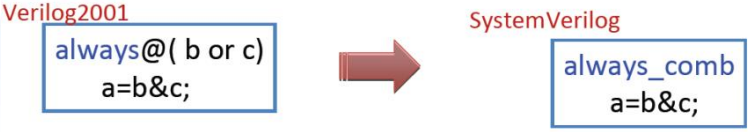 Verilog2001
always@( b or c)
a=b&c;
SystemVerilog
always_comb
a=b&c;